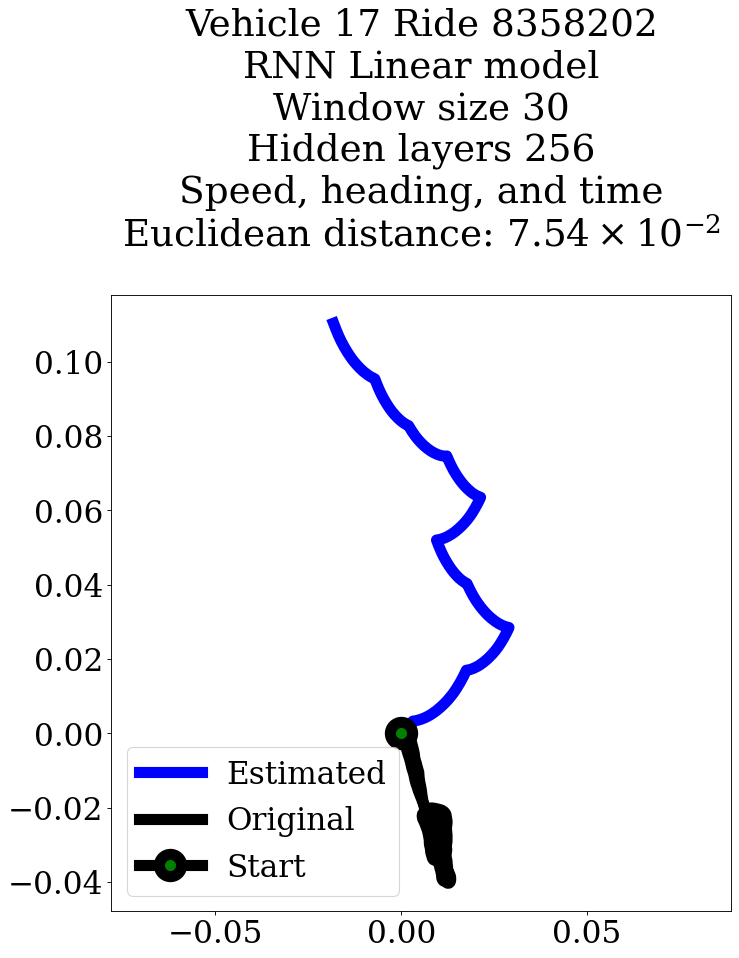 Vehicle 17 Ride 8358202
RNN Linear model
Window size 30
Hidden layers 256
Speed, heading, and time
Euclidean distance: 7.54 × 10⁻²
0.10
0.08
0.06
0.04
0.02
0.00
−0.02
−0.04
Estimated
Original
Start
−0.05 0.00 0.05